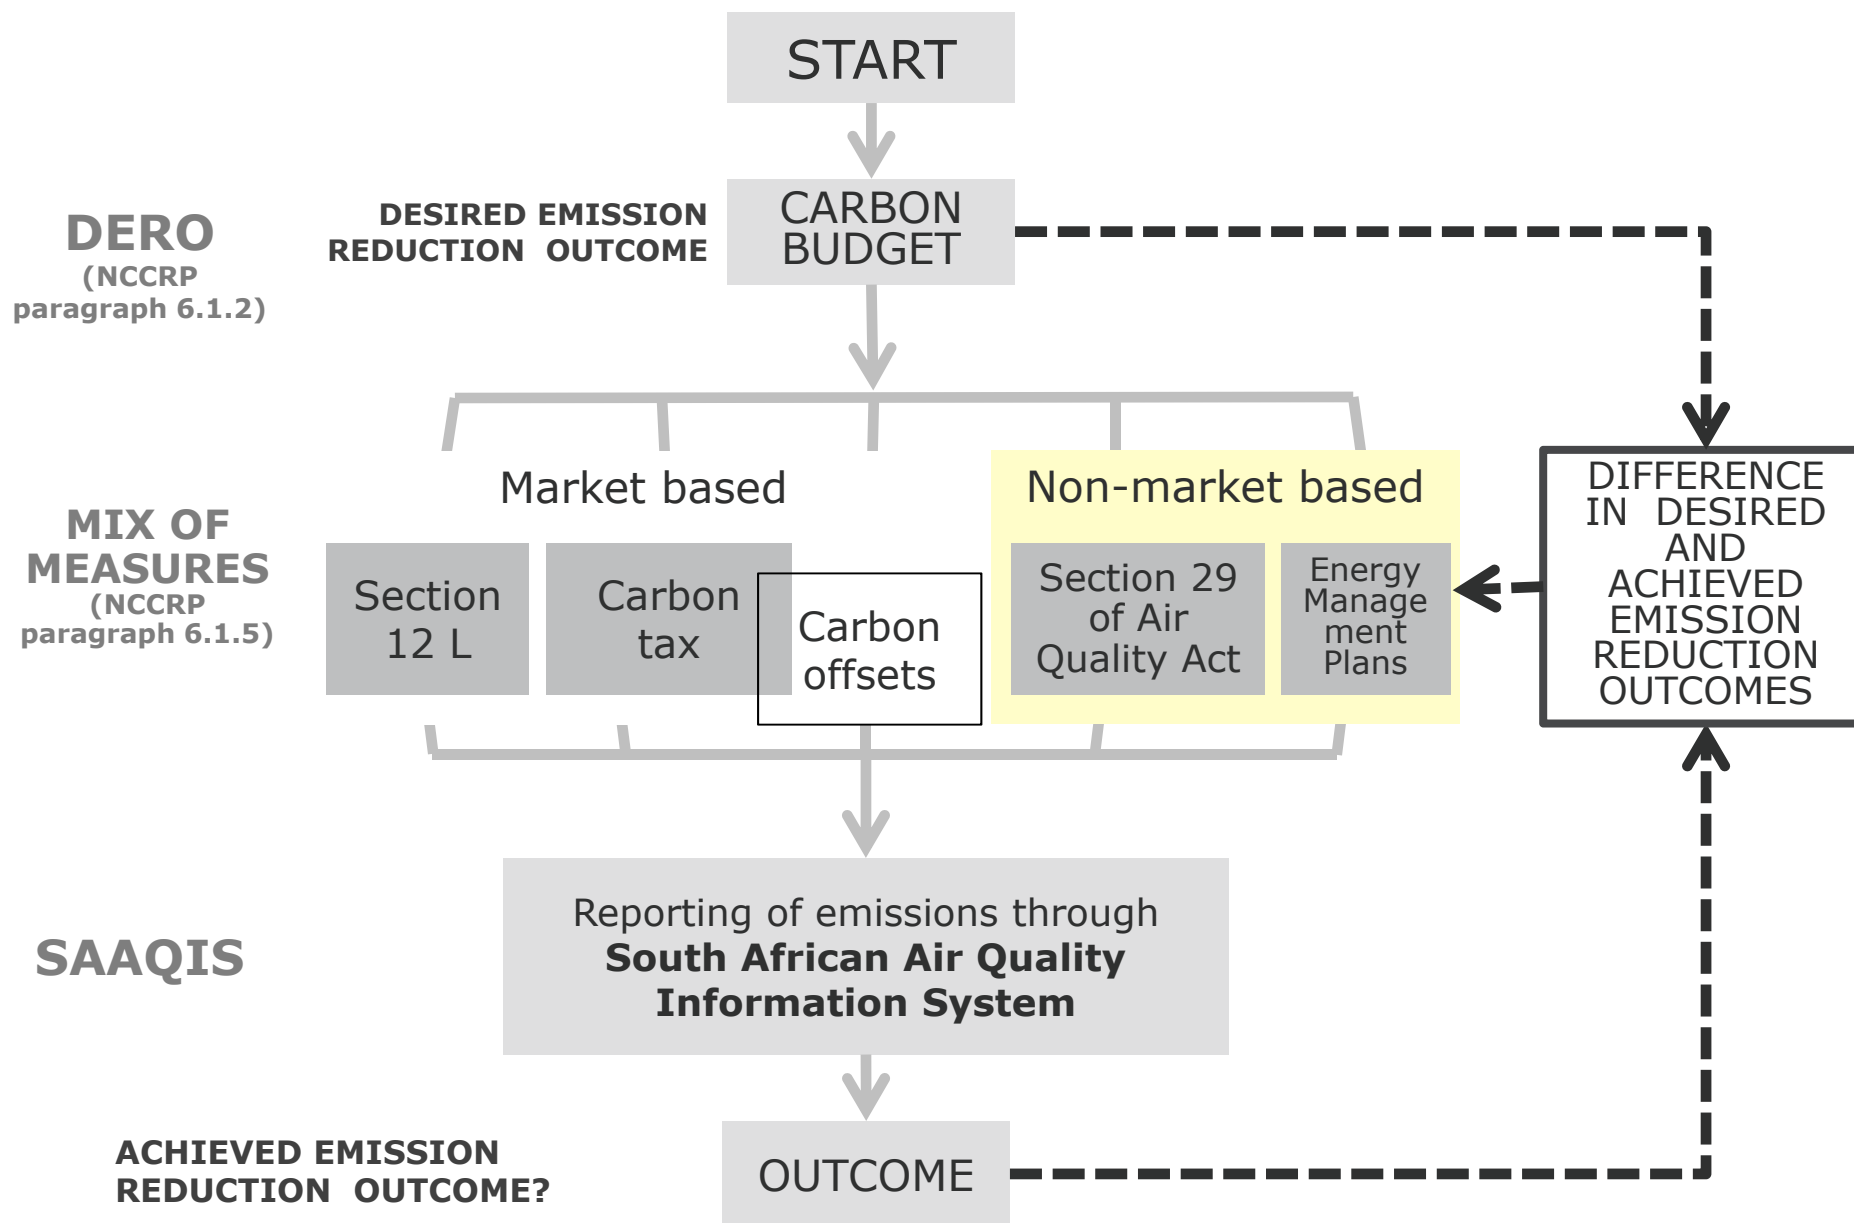 START
DERO
(NCCRP
paragraph 6.1.2)
DESIRED EMISSION
REDUCTION OUTCOME
CARBON
BUDGET
MIX OF
MEASURES
(NCCRP
paragraph 6.1.5)
Market based
Section
12 L
Carbon
tax
Carbon
offsets
Non-market based
Section 29
of Air
Quality Act
Energy
Manage
ment
Plans
DIFFERENCE
IN DESIRED
AND
ACHIEVED
EMISSION
REDUCTION
OUTCOMES
SAAQIS
Reporting of emissions through
South African Air Quality
Information System
ACHIEVED EMISSION
REDUCTION OUTCOME?
OUTCOME